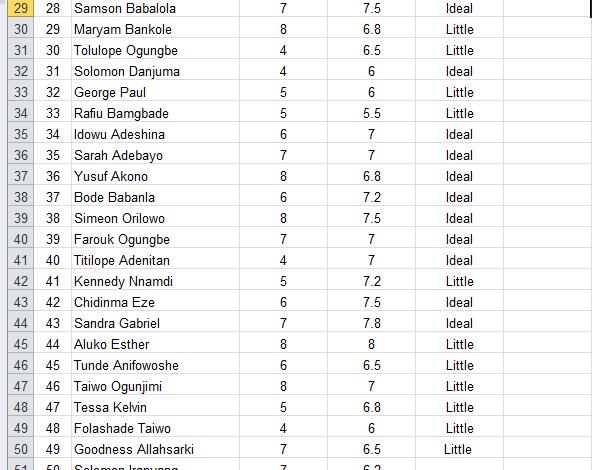 29 28 Samson Babalola 7 7.5 Ideal
30 29 Maryam Bankole 8 6.8 Little
31 30 Tolulope Ogungbe 4 6.5 Little
32 31 Solomon Danjuma 4 6 Ideal
33 32 George Paul 5 6 Little
34 33 Rafiu Bamgbade 5 5.5 Little
35 34 Idowu Adeshina 6 7 Ideal
36 35 Sarah Adebayo 7 7 Ideal
37 36 Yusuf Akono 8 6.8 Ideal
38 37 Bode Babanla 6 7.2 Ideal
39 38 Simeon Orilowo 8 7.5 Ideal
40 39 Farouk Ogungbe 7 7 Ideal
41 40 Titilope Adenitan 4 7 Ideal
42 41 Kennedy Nnamdi 5 7.2 Little
43 42 Chidinma Eze 6 7.5 Ideal
44 43 Sandra Gabriel 7 7.8 Ideal
45 44 Aluko Esther 8 8 Little
46 45 Tunde Anifowoshe 6 6.5 Little
47 46 Taiwo Ogunjimi 8 7 Little
48 47 Tessa Kelvin 5 6.8 Little
49 48 Folashade Taiwo 4 6 Little
50 49 Goodness Allahsarki 7 6.5 Little
51 50 Solomon 7 6.2